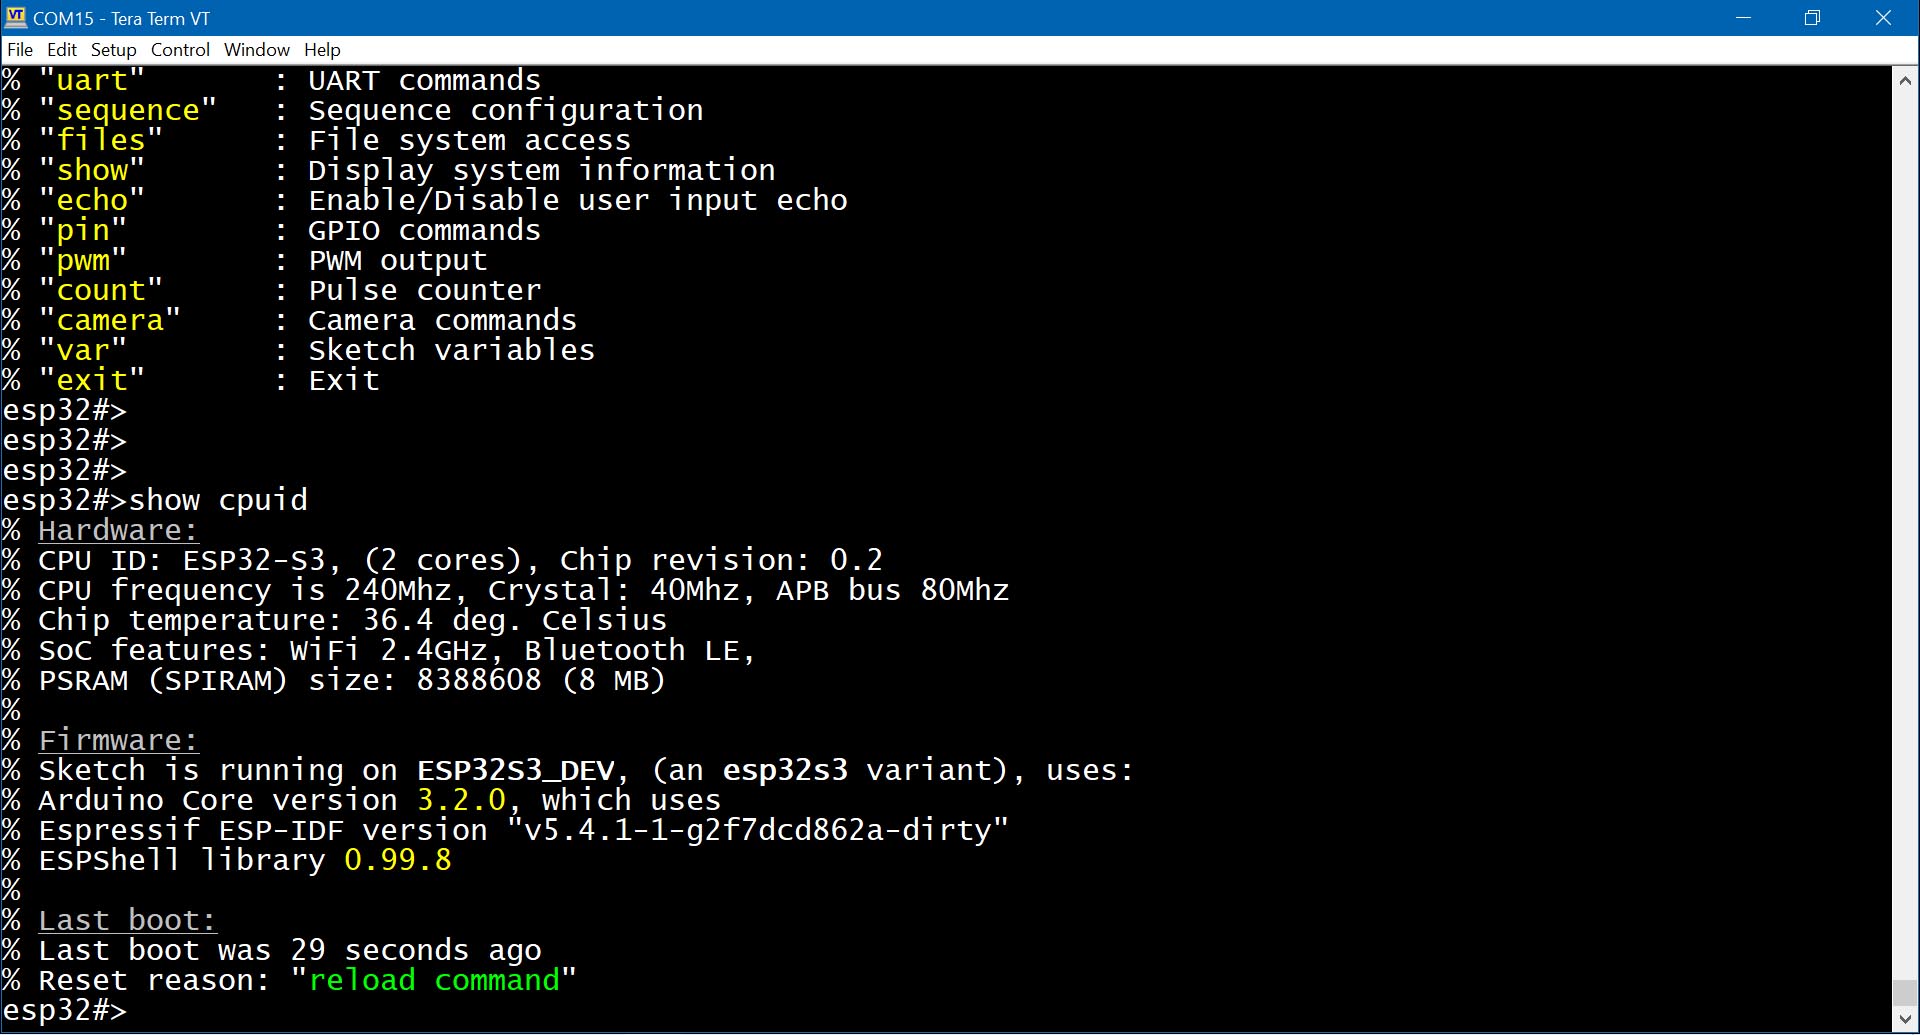 COM15 - Tera Term VT
File Edit Setup Control Window Help
% "uart" : UART commands
% "sequence" : Sequence configuration
% "files" : File system access
% "show" : Display system information
% "echo" : Enable/Disable user input echo
% "pin" : GPIO commands
% "pwm" : PWM output
% "count" : Pulse counter
% "camera" : Camera commands
% "var" : Sketch variables
% "exit" : Exit
esp32#>
esp32#>
esp32#>
esp32#>show cpuid
% Hardware:
% CPU ID: ESP32-S3, (2 cores), Chip revision: 0.2
% CPU frequency is 240Mhz, Crystal: 40Mhz, APB bus 80Mhz
% Chip temperature: 36.4 deg. Celsius
% SoC features: WiFi 2.4GHz, Bluetooth LE,
% PSRAM (SPIRAM) size: 8388608 (8 MB)
%
% Firmware:
% Sketch is running on ESP32S3_DEV, (an esp32s3 variant), uses:
% Arduino Core version 3.2.0, which uses
% Espressif ESP-IDF version "v5.4.1-1-g2f7dcd862a-dirty"
% ESPShell library 0.99.8
%
% Last boot:
% Last boot was 29 seconds ago
% Reset reason: "reload command"
esp32#>